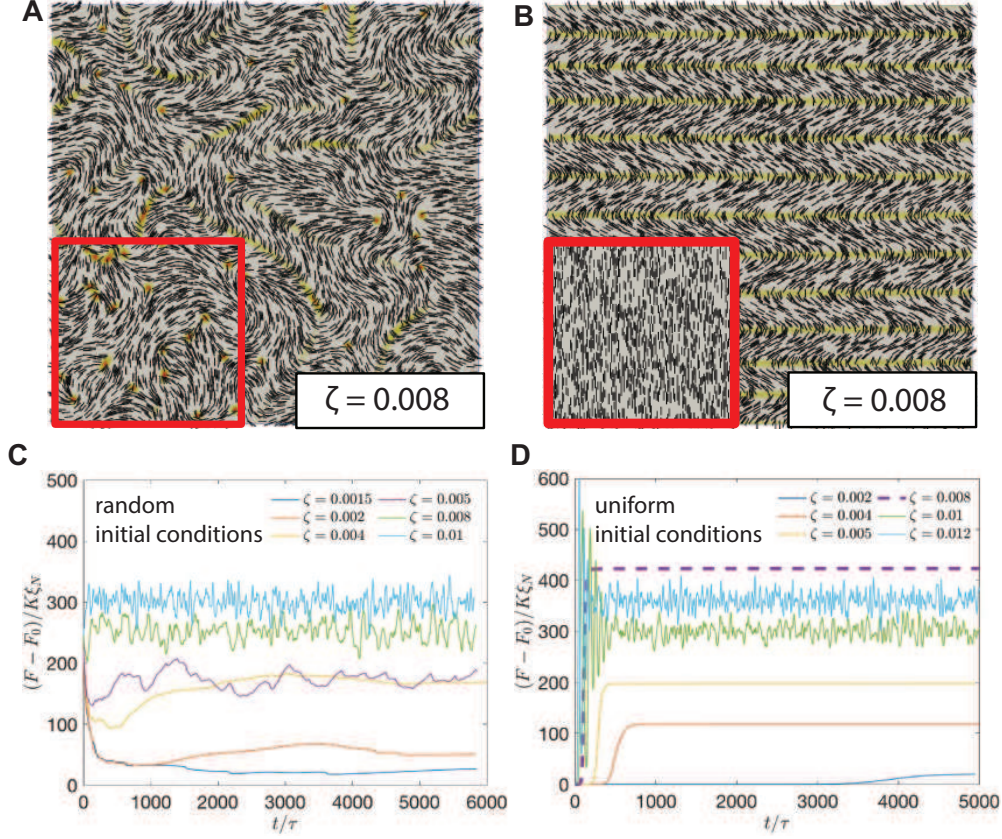 A
B
ζ = 0.008
ζ = 0.008
C
D
500
400
300
200
100
0
(F − F₀)/Kξ_N
random
initial conditions
ζ = 0.0015
ζ = 0.005
ζ = 0.002
ζ = 0.008
ζ = 0.004
ζ = 0.01
0
1000
2000
3000
4000
5000
6000
t/τ
600
500
400
300
200
100
0
(F − F₀)/Kξ_N
uniform
initial conditions
ζ = 0.002
ζ = 0.008
ζ = 0.004
ζ = 0.01
ζ = 0.005
ζ = 0.012
0
1000
2000
3000
4000
5000
t/τ